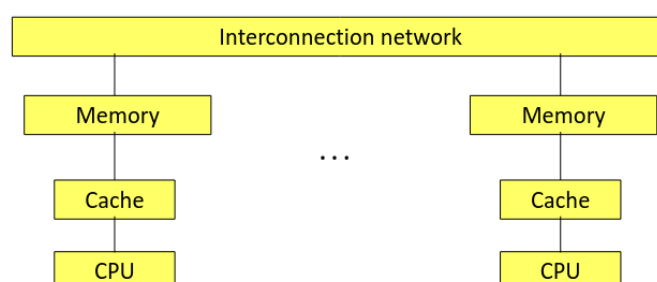 Interconnection network
Memory
Memory
...
Cache
Cache
CPU
CPU